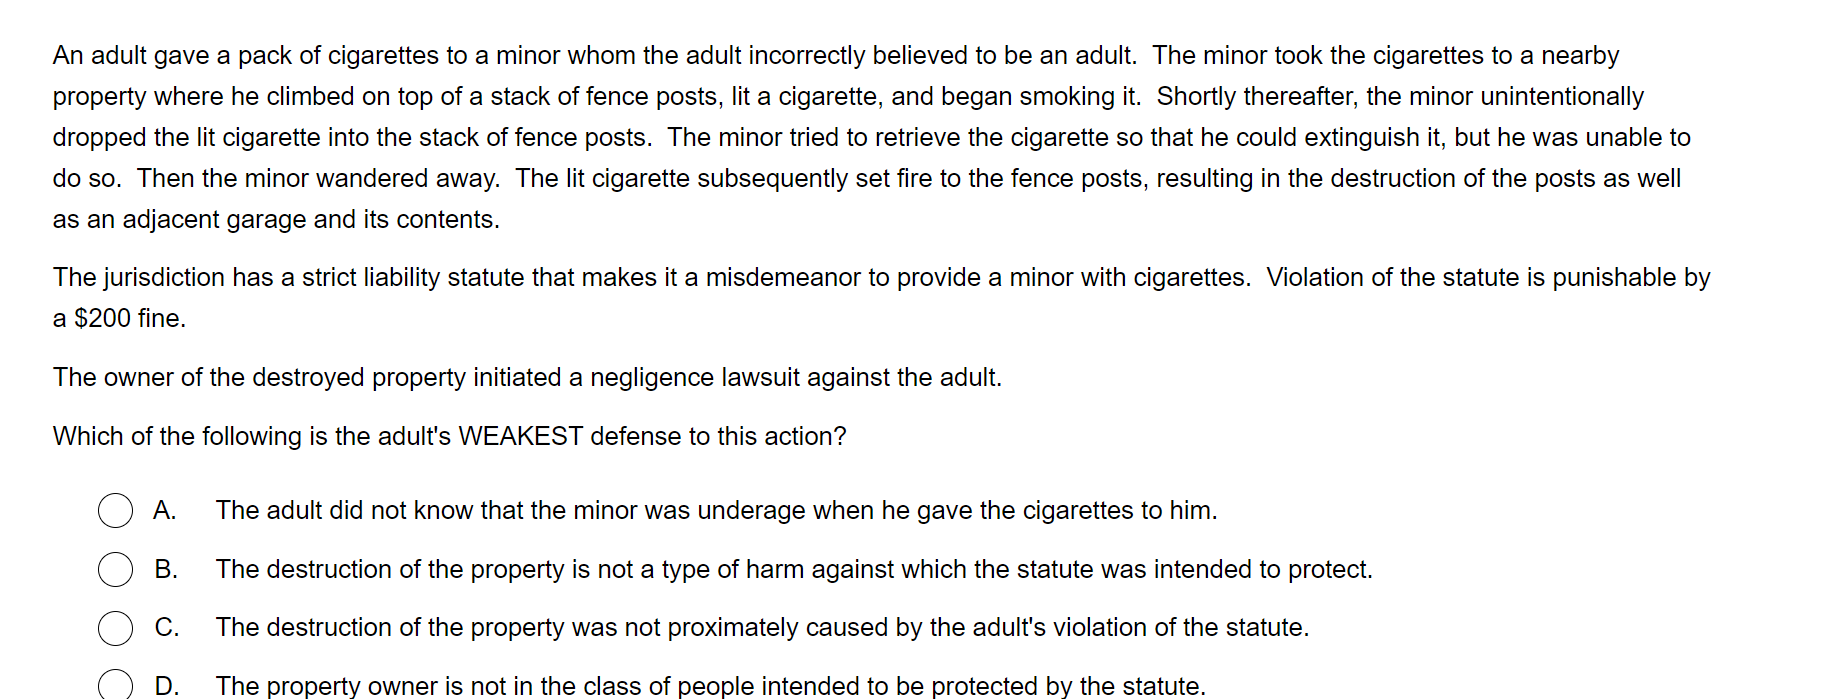 An adult gave a pack of cigarettes to a minor whom the adult incorrectly believed to be an adult.  The minor took the cigarettes to a nearby
property where he climbed on top of a stack of fence posts, lit a cigarette, and began smoking it.  Shortly thereafter, the minor unintentionally
dropped the lit cigarette into the stack of fence posts.  The minor tried to retrieve the cigarette so that he could extinguish it, but he was unable to
do so.  Then the minor wandered away.  The lit cigarette subsequently set fire to the fence posts, resulting in the destruction of the posts as well
as an adjacent garage and its contents.
The jurisdiction has a strict liability statute that makes it a misdemeanor to provide a minor with cigarettes.  Violation of the statute is punishable by
a $200 fine.
The owner of the destroyed property initiated a negligence lawsuit against the adult.
Which of the following is the adult's WEAKEST defense to this action?
A. The adult did not know that the minor was underage when he gave the cigarettes to him.
B. The destruction of the property is not a type of harm against which the statute was intended to protect.
C. The destruction of the property was not proximately caused by the adult's violation of the statute.
D. The property owner is not in the class of people intended to be protected by the statute.